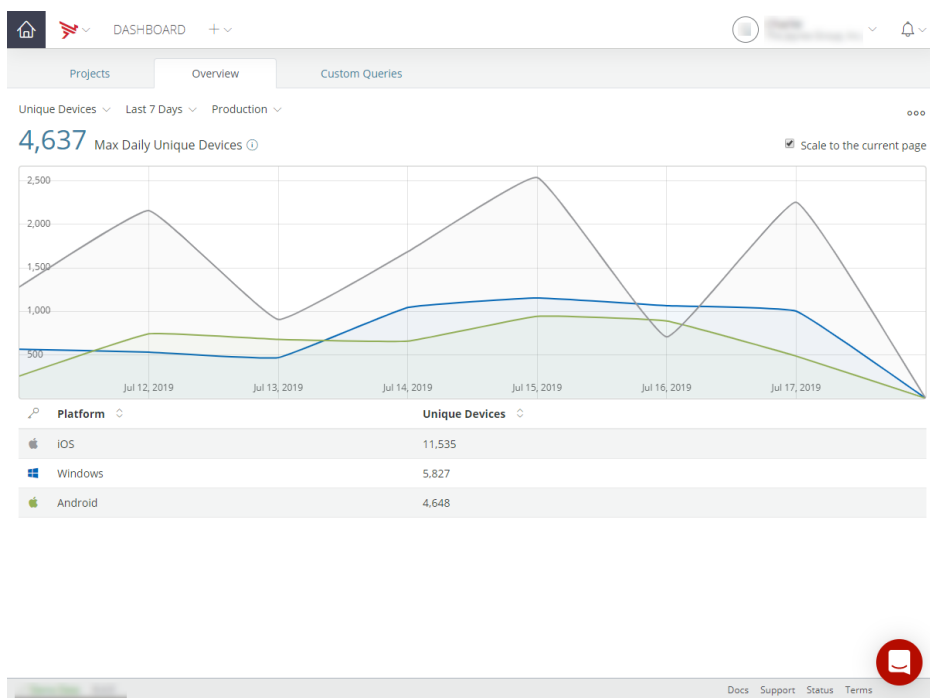 DASHBOARD
Projects Overview Custom Queries
Unique Devices Last 7 Days Production
4,637 Max Daily Unique Devices Scale to the current page
2,500
2,000
1,500
1,000
500
Jul 12, 2019 Jul 13, 2019 Jul 14, 2019 Jul 15, 2019 Jul 16, 2019 Jul 17, 2019
Platform Unique Devices
iOS 11,535
Windows 5,827
Android 4,648
Docs Support Status Terms